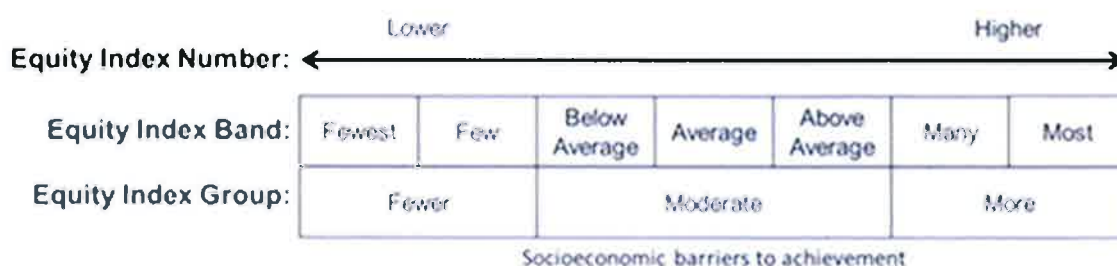 Lower Higher
Equity Index Number:
Equity Index Band: Fewest Few Below Average Average Above Average Many Most
Equity Index Group: Fewer Moderate More
Socioeconomic barriers to achievement